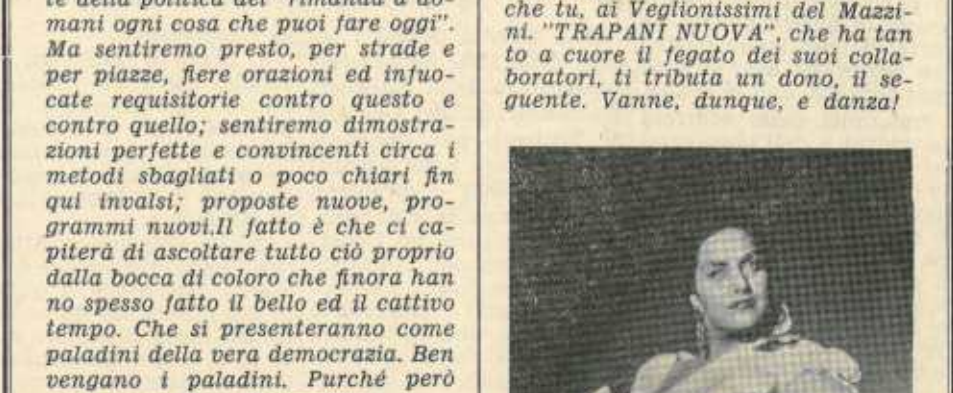 te della politica del "rimanda a do-
mani ogni cosa che puoi fare oggi".
Ma sentiremo presto, per strade e
per piazze, fiere orazioni ed infuo-
cate requisitorie contro questo e
contro quello; sentiremo dimostra-
zioni perfette e convincenti circa i
metodi sbagliati o poco chiari fin
qui invalsi; proposte nuove, pro-
grammi nuovi.Il fatto è che ci ca-
piterà di ascoltare tutto ciò proprio
dalla bocca di coloro che finora han
no spesso fatto il bello ed il cattivo
tempo. Che si presenteranno come
paladini della vera democrazia. Ben
vengano i paladini. Purché però
che tu, ai Veglionissimi del Mazzi-
ni. "TRAPANI NUOVA", che ha tan
to a cuore il fegato dei suoi colla-
boratori, ti tributa un dono, il se-
guente. Vanne, dunque, e danza!